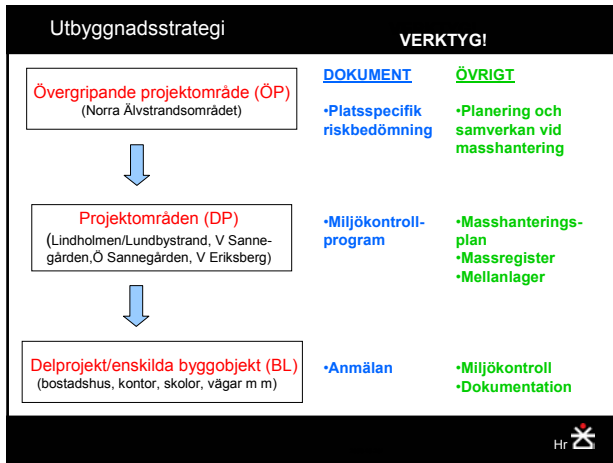 Utbyggnadsstrategi
VERKTYG!
DOKUMENT
ÖVRIGT
Övergripande projektområde (ÖP)
(Norra Älvstrandsområdet)
•Platsspecifik
riskbedömning
•Planering och
samverkan vid
masshantering
Projektområden (DP)
(Lindholmen/Lundbystrand, V Sanne-
gården,Ö Sannegården, V Eriksberg)
•Miljökontroll-
program
•Masshanterings-
plan
•Massregister
•Mellanlager
Delprojekt/enskilda byggobjekt (BL)
(bostadshus, kontor, skolor, vägar m m)
•Anmälan
•Miljökontroll
•Dokumentation
Hr